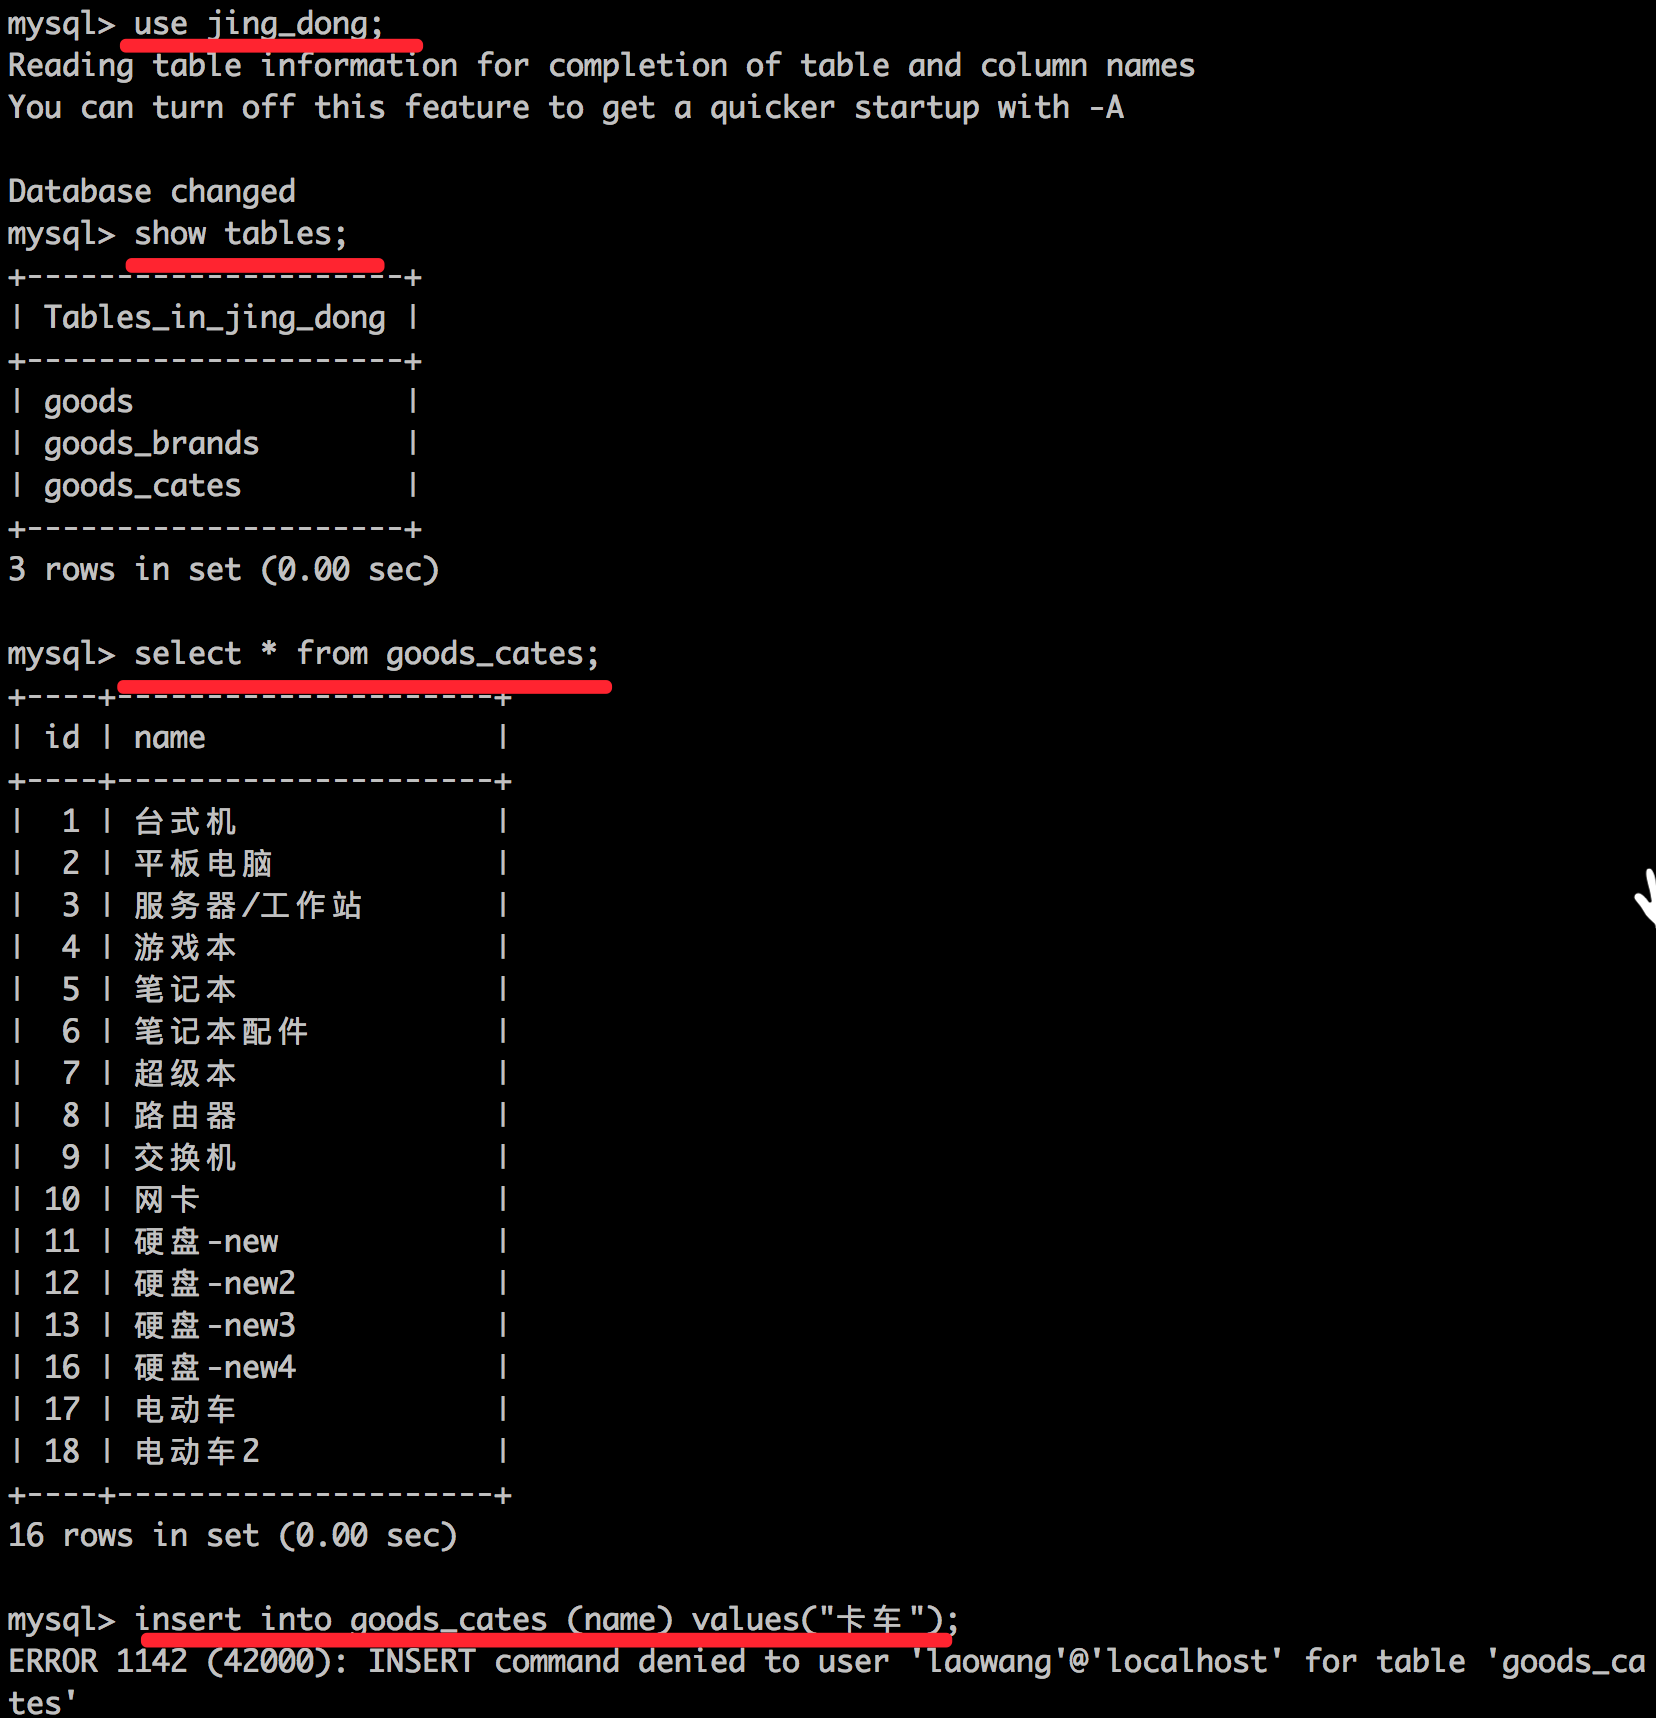 mysql> use jing_dong;
Reading table information for completion of table and column names
You can turn off this feature to get a quicker startup with -A
Database changed
mysql> show tables;
+---------------------+
| Tables_in_jing_dong |
+---------------------+
| goods               |
| goods_brands        |
| goods_cates         |
+---------------------+
3 rows in set (0.00 sec)
mysql> select * from goods_cates;
+----+---------------------+
| id | name                |
+----+---------------------+
|  1 | 台式机              |
|  2 | 平板电脑            |
|  3 | 服务器/工作站       |
|  4 | 游戏本              |
|  5 | 笔记本              |
|  6 | 笔记本配件          |
|  7 | 超级本              |
|  8 | 路由器              |
|  9 | 交换机              |
| 10 | 网卡                |
| 11 | 硬盘-new            |
| 12 | 硬盘-new2           |
| 13 | 硬盘-new3           |
| 16 | 硬盘-new4           |
| 17 | 电动车              |
| 18 | 电动车2             |
+----+---------------------+
16 rows in set (0.00 sec)
mysql> insert into goods_cates (name) values("卡车");
ERROR 1142 (42000): INSERT command denied to user 'laowang'@'localhost' for table 'goods_ca
tes'